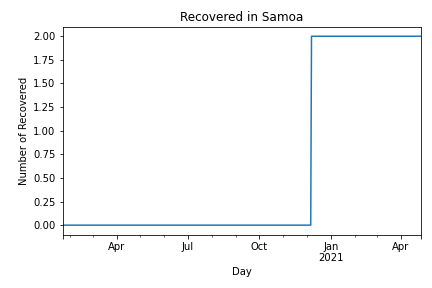 Recovered in Samoa
Number of Recovered
2.00
1.75
1.50
1.25
1.00
0.75
0.50
0.25
0.00
Apr Jul Oct Jan Apr
2021
Day